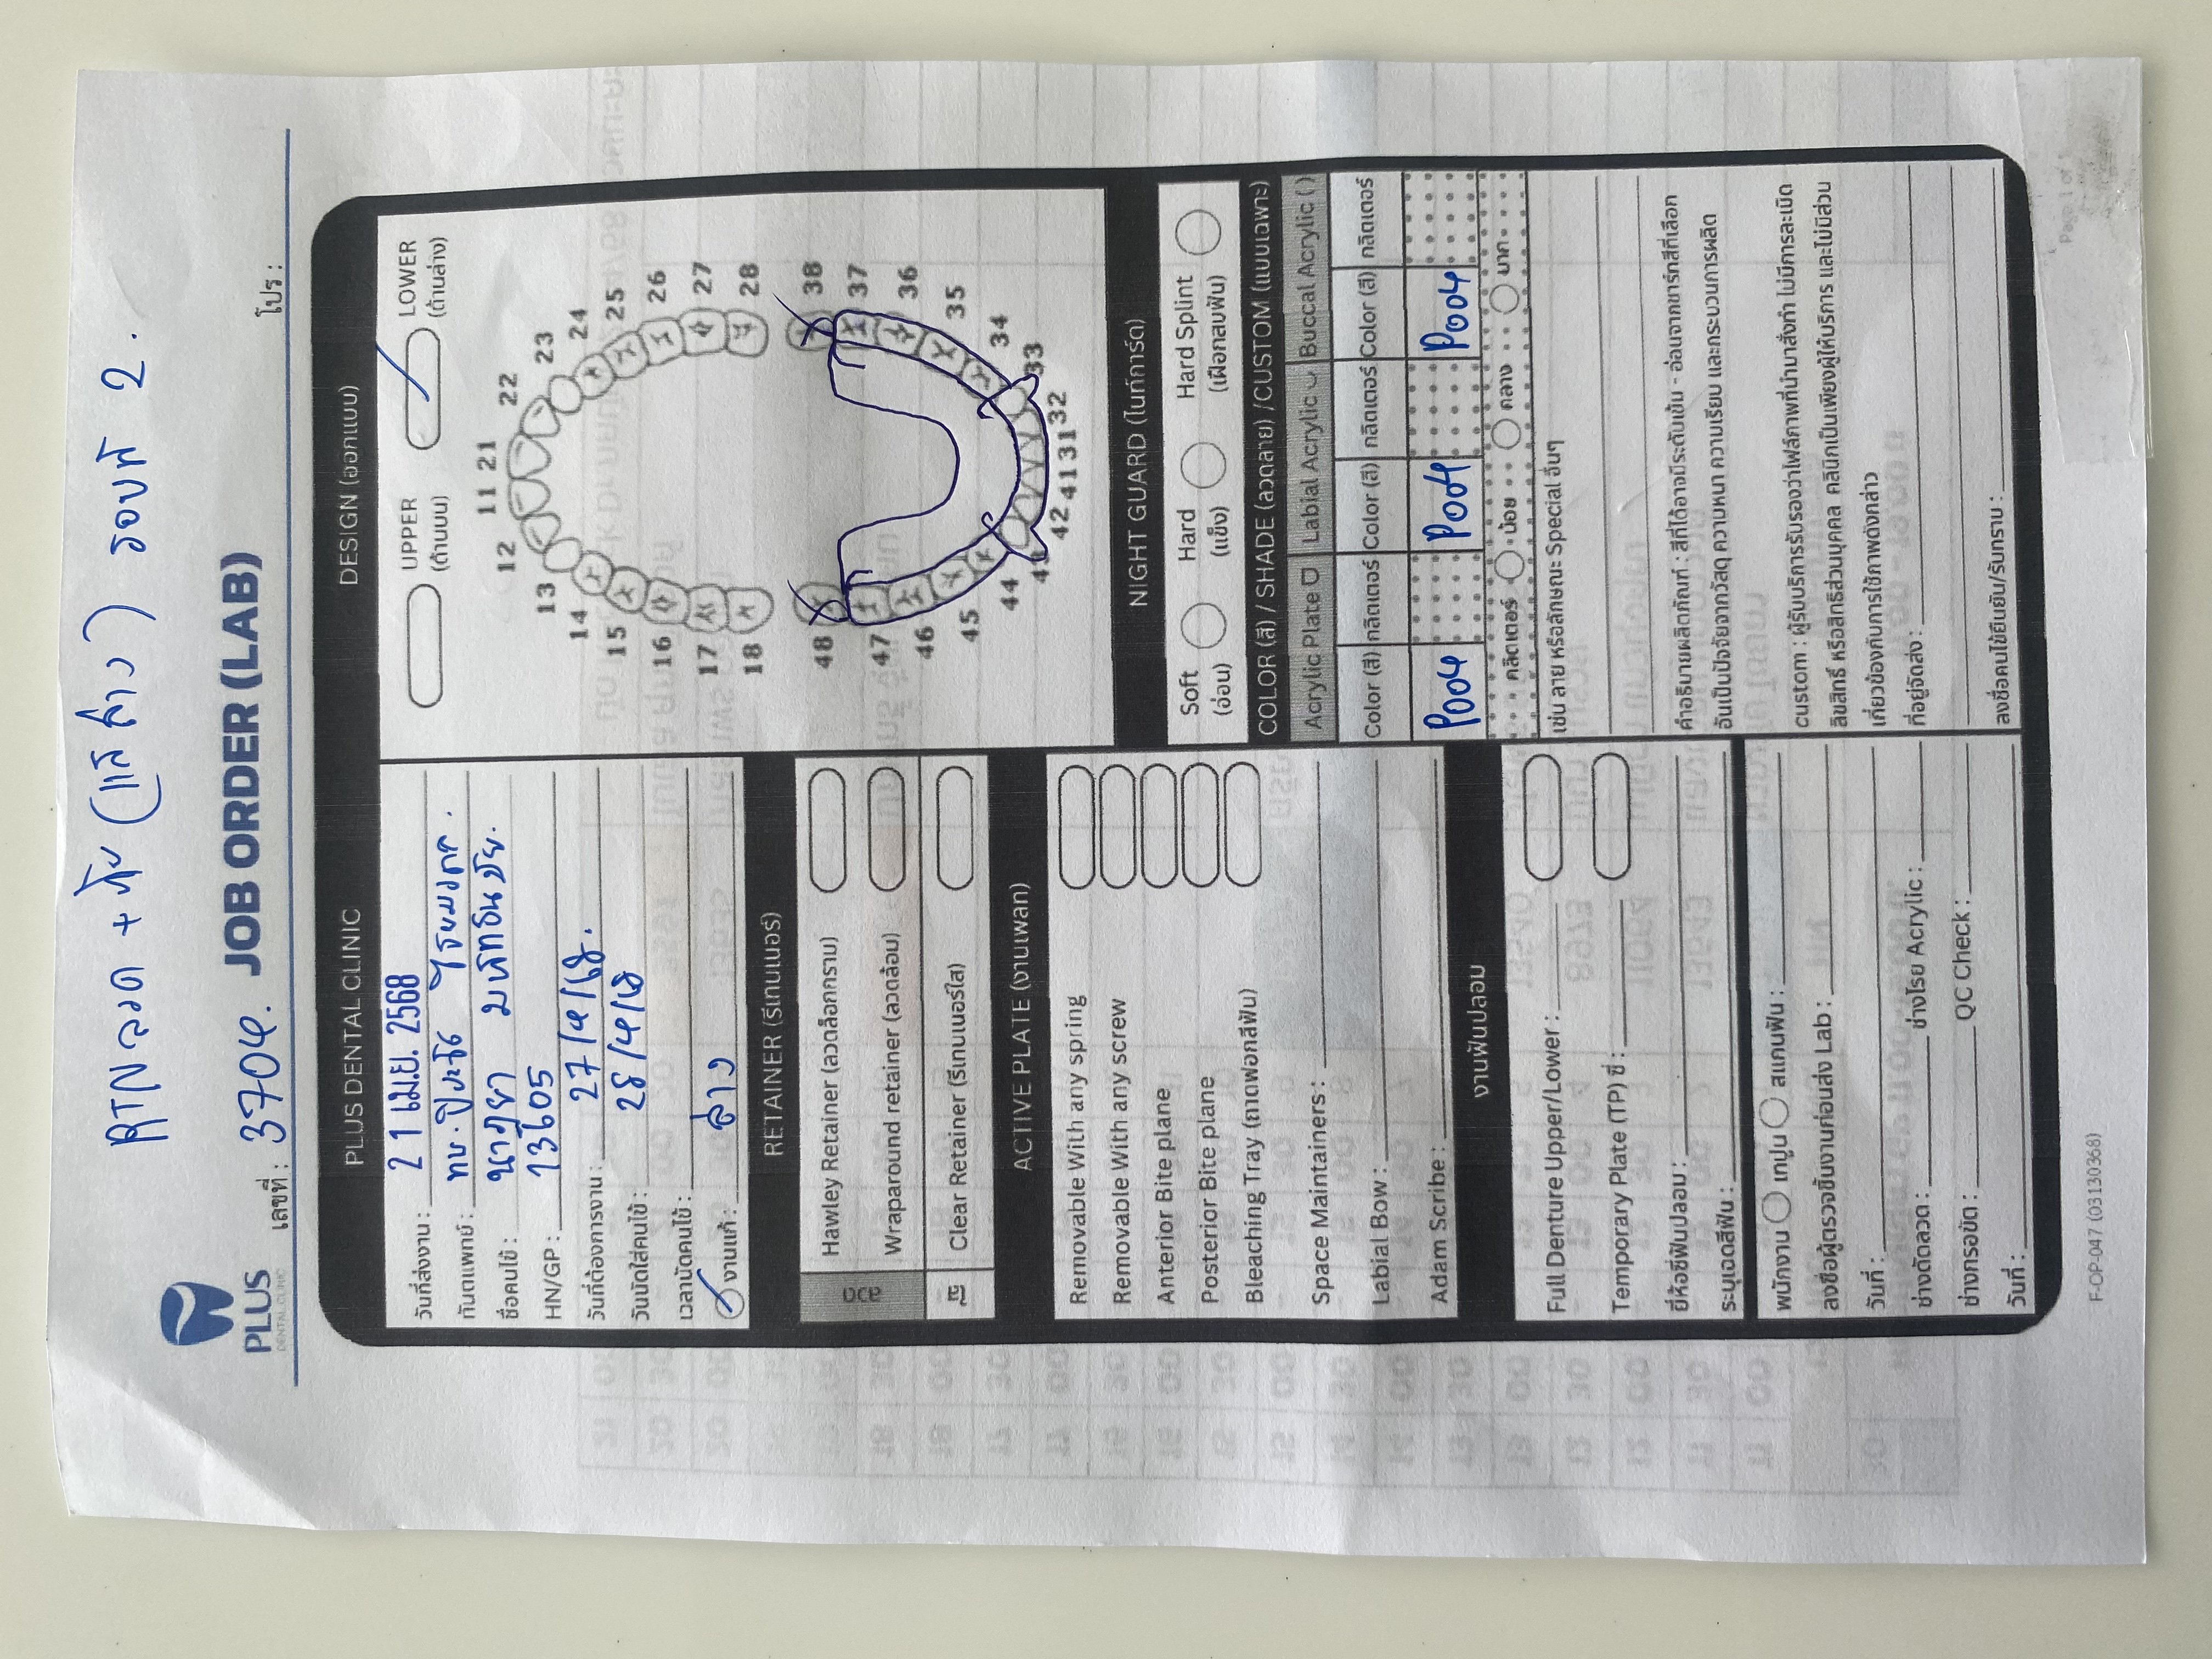 RTN ลวด + (แก้ล่าง) รอบที่ 2.
PLUS
DENTAL CLINIC
เลขที่ : 3704. JOB ORDER (LAB) โปร :
PLUS DENTAL CLINIC
วันที่ส่งงาน : 21 เม.ย. 2568
ทันตแพทย์ : ทพ.
ชื่อคนไข้ :
HN/GP : 13605
วันที่ต้องการงาน : 27/4/68.
วันนัดใส่คนไข้ : 28/4/68
เวลานัดคนไข้ :
งานแก้ : ล่าง
RETAINER (รีเทนเนอร์)
ลวด
Hawley Retainer (ลวดล็อกกราม)
Wraparound retainer (ลวดล้อม)
ใส
Clear Retainer (รีเทนเนอร์ใส)
ACTIVE PLATE (งานเพลท)
Removable With any spring
Removable With any screw
Anterior Bite plane
Posterior Bite plane
Bleaching Tray (ถาดฟอกสีฟัน)
Space Maintainers :
Labial Bow :
Adam Scribe :
งานฟันปลอม
Full Denture Upper/Lower :
Temporary Plate (TP) ซี่ :
ยี่ห้อซี่ฟันปลอม :
ระบุเฉดสีฟัน :
พนักงาน เทปูน สแกนฟัน :
ลงชื่อผู้ตรวจชิ้นงานก่อนส่ง Lab :
วันที่ :
ช่างดัดลวด : ช่างโรย Acrylic :
ช่างกรอขัด : QC Check :
วันที่ :
DESIGN (ออกแบบ)
UPPER
(ด้านบน)
LOWER
(ด้านล่าง)
11 21
12 22
13 23
14 24
15 25
16 26
17 27
18 28
48 38
47 37
46 36
45 35
44 34
43 33
42 41 31 32
NIGHT GUARD (ไนท์การ์ด)
Soft
(อ่อน)
Hard
(แข็ง)
Hard Splint
(เฝือกสบฟัน)
COLOR (สี) / SHADE (ลวดลาย) /CUSTOM (แบบเฉพาะ)
Acrylic Plate Labial Acrylic Buccal Acrylic ( )
Color (สี) กลิตเตอร์ Color (สี) กลิตเตอร์ Color (สี) กลิตเตอร์
P004 P004 P004
กลิตเตอร์ น้อย กลาง มาก
เช่น ลาย หรือลักษณะ Special อื่นๆ
คำอธิบายผลิตภัณฑ์ : สีที่ได้อาจมีระดับเข้ม - อ่อนจากชาร์ทสีที่เลือก
อันเป็นปัจจัยจากวัสดุ ความหนา ความเรียบ และกระบวนการผลิต
custom : ผู้รับบริการรับรองว่าไฟล์ภาพที่นำมาสั่งทำ ไม่มีการละเมิด
ลิขสิทธิ์ หรือสิทธิส่วนบุคคล คลินิกเป็นเพียงผู้ให้บริการ และไม่มีส่วน
เกี่ยวข้องกับการใช้ภาพดังกล่าว
ที่อยู่จัดส่ง :
ลงชื่อคนไข้ยืนยัน/รับทราบ :
F-OP-047 (03130368)